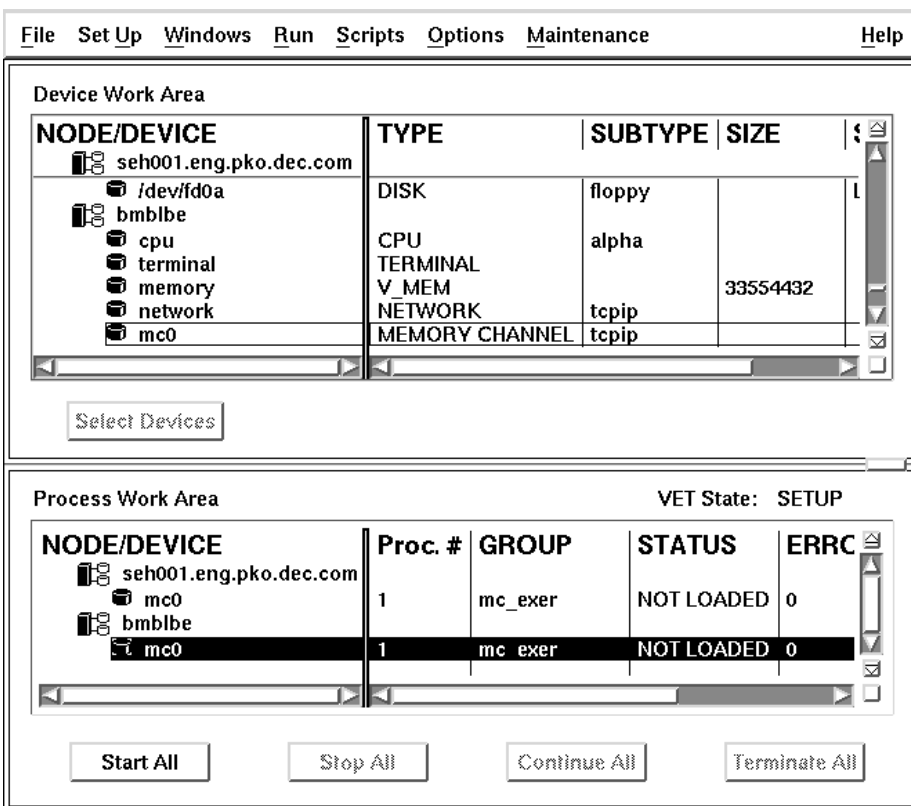 File Set Up Windows Run Scripts Options Maintenance Help
Device Work Area
NODE/DEVICE TYPE SUBTYPE SIZE
seh001.eng.pko.dec.com
/dev/fd0a DISK floppy
bmblbe
cpu CPU alpha
terminal TERMINAL
memory V_MEM 33554432
network NETWORK tcpip
mc0 MEMORY CHANNEL tcpip
Select Devices
Process Work Area VET State: SETUP
NODE/DEVICE Proc. # GROUP STATUS ERRO
seh001.eng.pko.dec.com
mc0 1 mc_exer NOT LOADED 0
bmblbe
mc0 1 mc exer NOT LOADED 0
Start All Stop All Continue All Terminate All